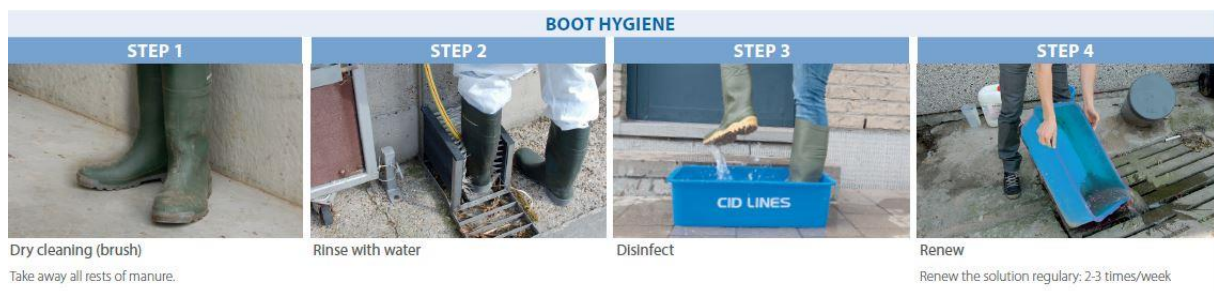 BOOT HYGIENE
STEP 1
STEP 2
STEP 3
STEP 4
CID LINES
Dry cleaning (brush)
Rinse with water
Disinfect
Renew
Take away all rests of manure.
Renew the solution regulary: 2-3 times/week